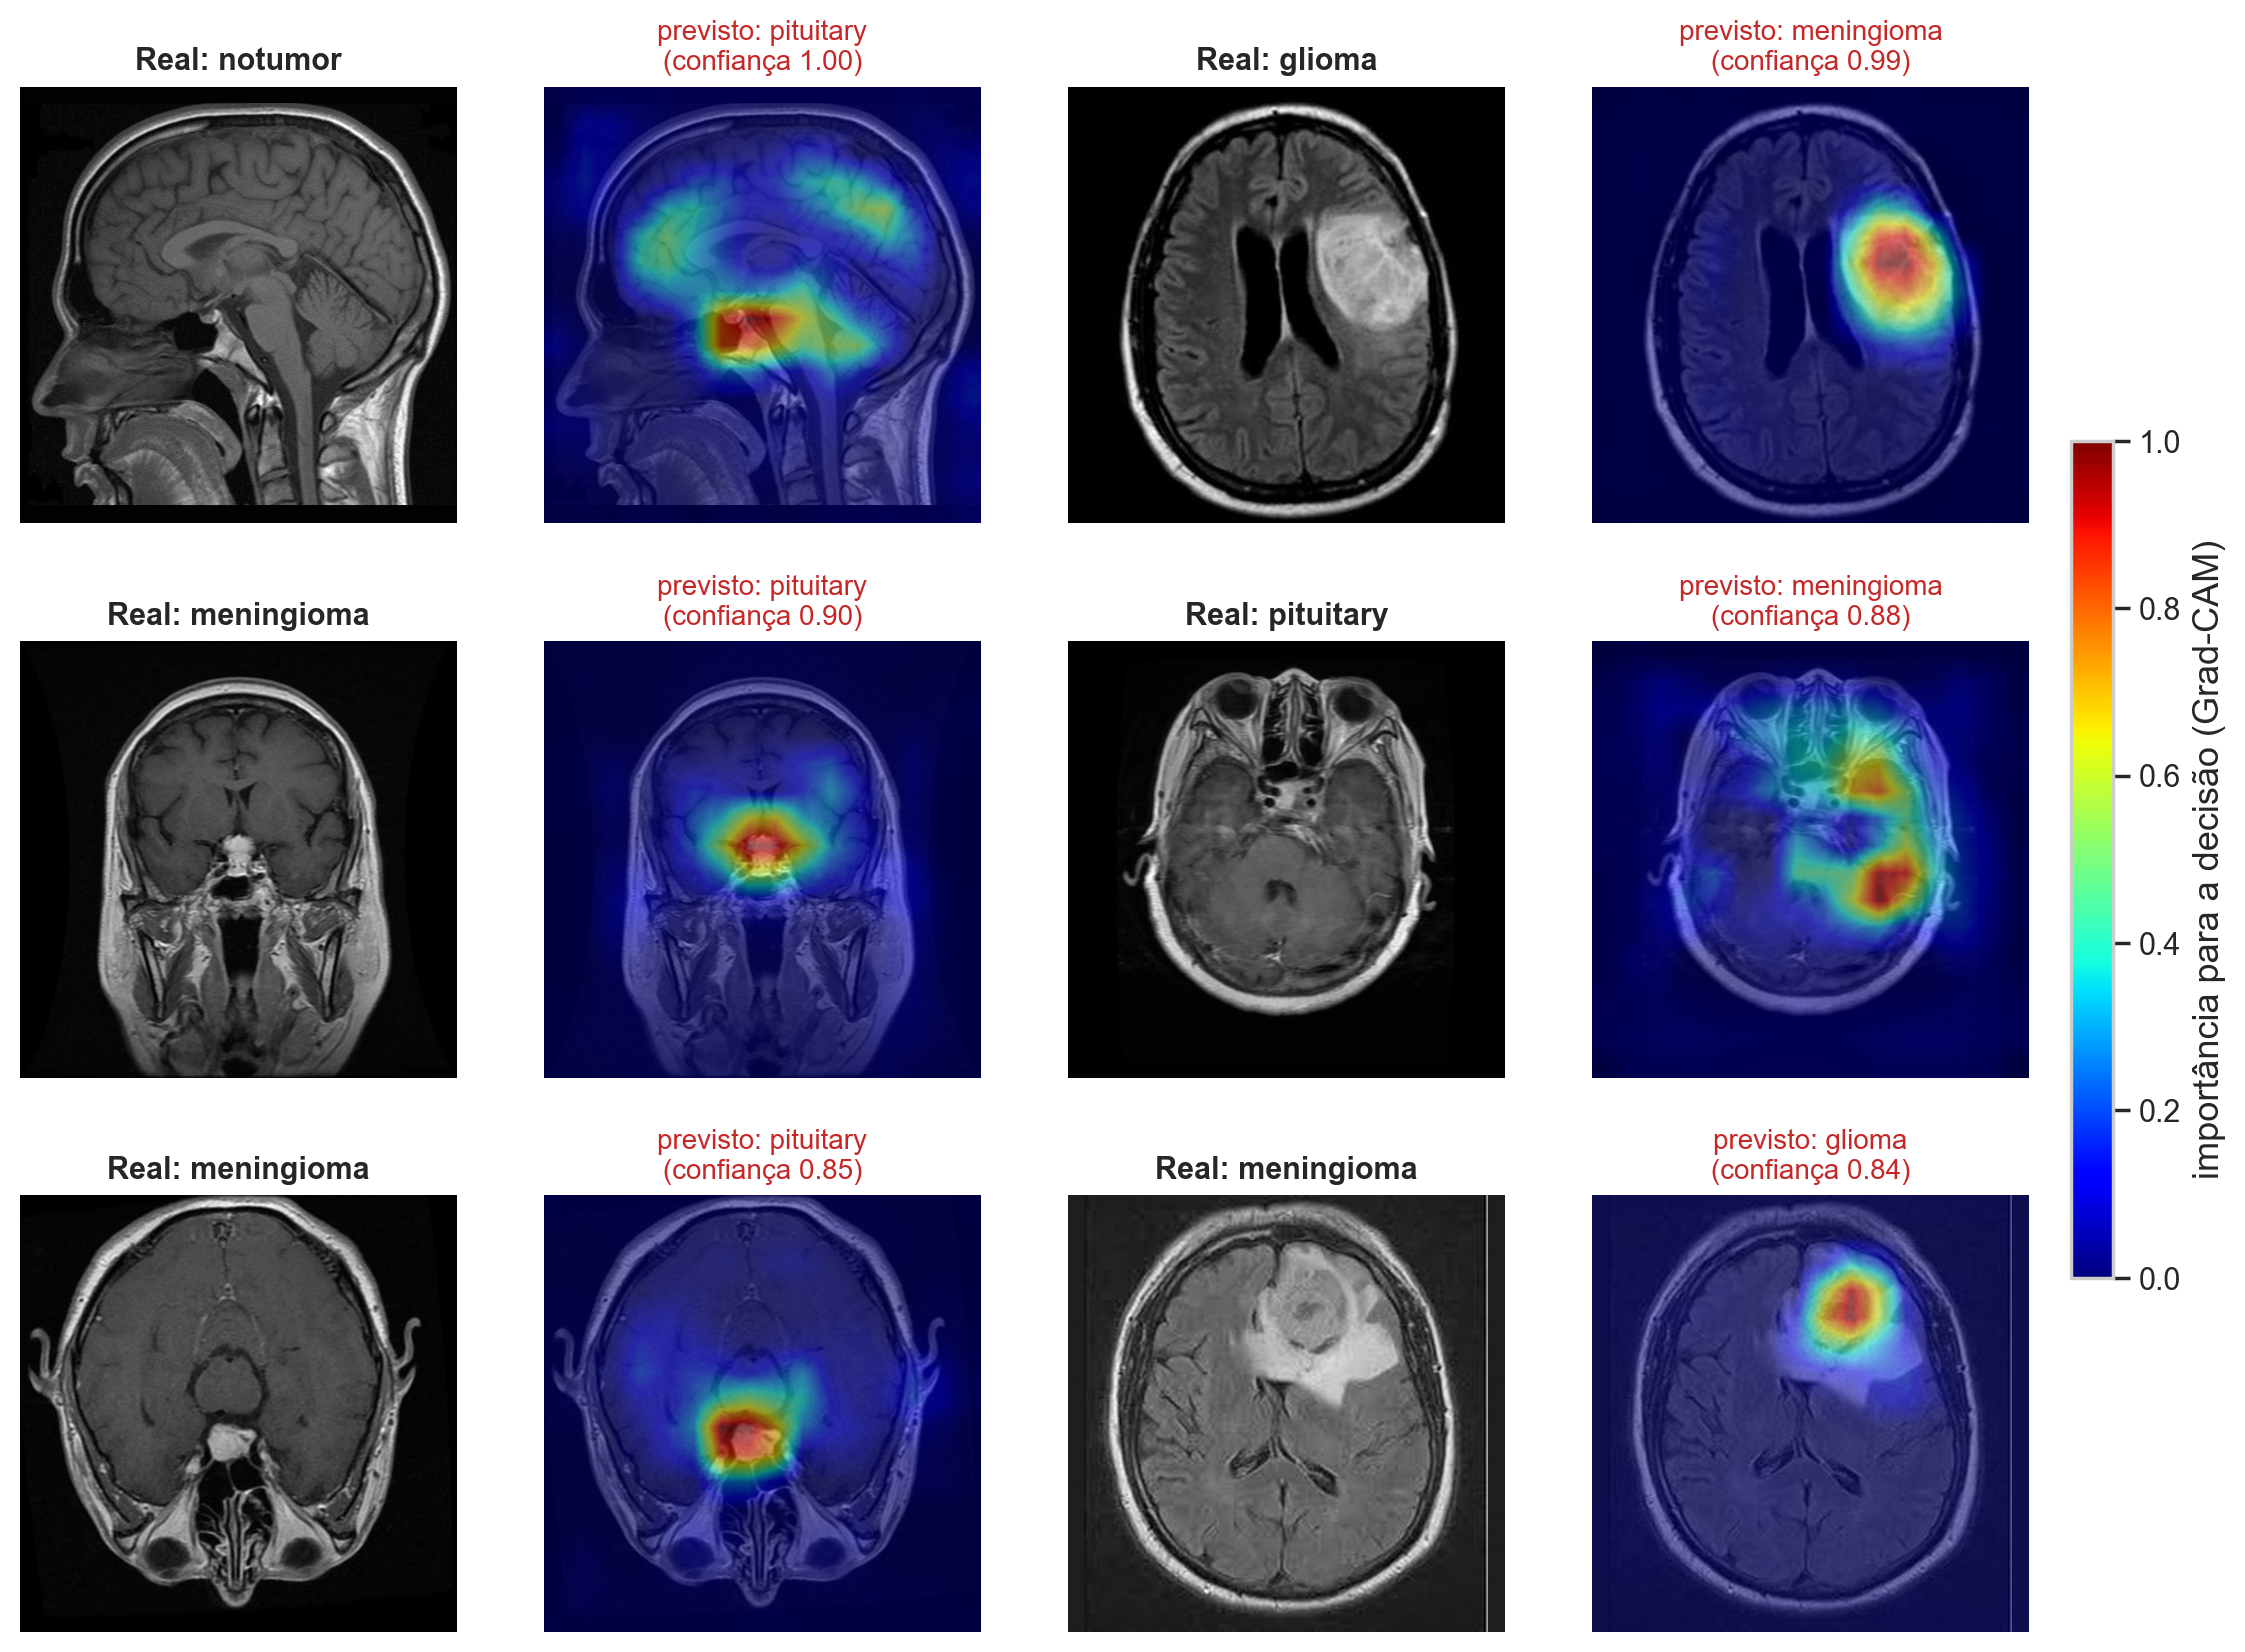 Real: notumor
previsto: pituitary
(confiança 1.00)
Real: glioma
previsto: meningioma
(confiança 0.99)
Real: meningioma
previsto: pituitary
(confiança 0.90)
Real: pituitary
previsto: meningioma
(confiança 0.88)
Real: meningioma
previsto: pituitary
(confiança 0.85)
Real: meningioma
previsto: glioma
(confiança 0.84)
1.0
0.8
0.6
0.4
0.2
0.0
importância para a decisão (Grad-CAM)